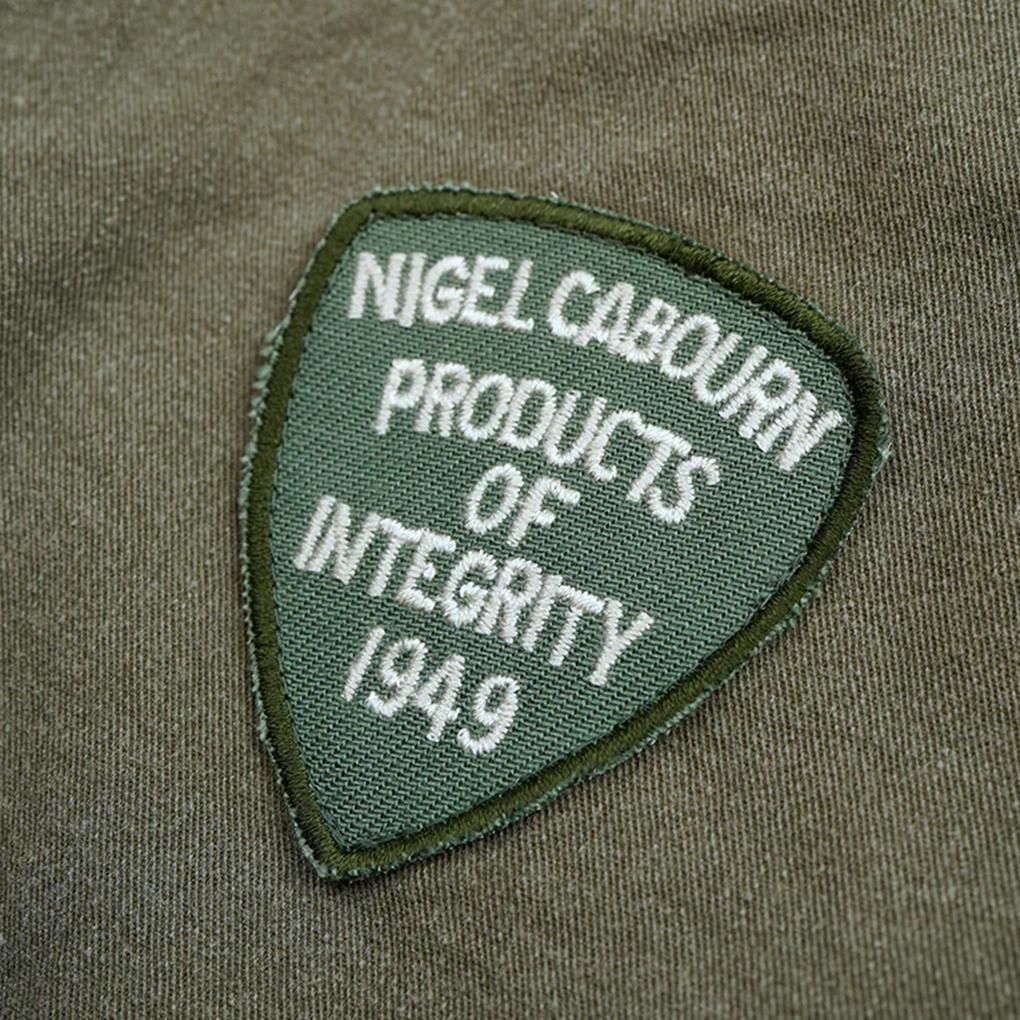 NIGEL CABOURN
PRODUCTS
OF
INTEGRITY
1949